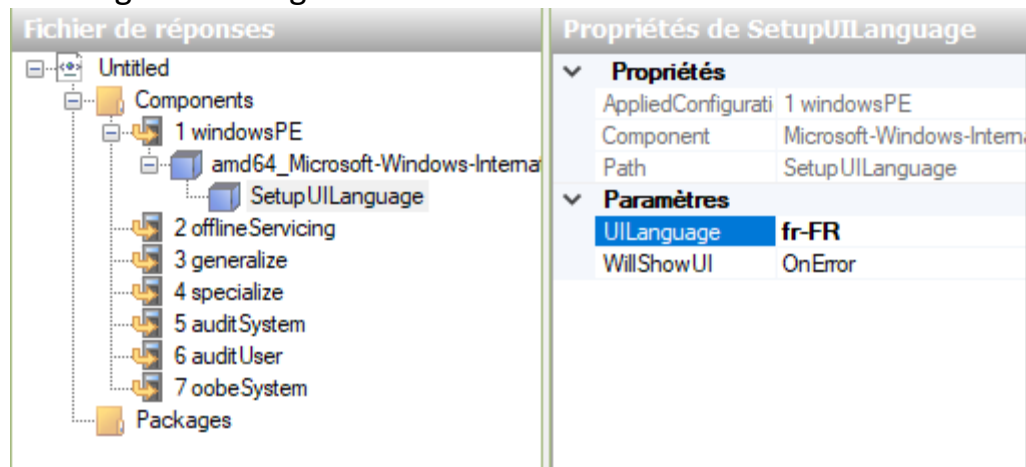 Fichier de réponses
Untitled
Components
1 windowsPE
amd64_Microsoft-Windows-Interna
SetupUILanguage
2 offlineServicing
3 generalize
4 specialize
5 auditSystem
6 auditUser
7 oobeSystem
Packages
Propriétés de SetupUILanguage
Propriétés
AppliedConfigurati 1 windowsPE
Component Microsoft-Windows-Interna
Path SetupUILanguage
Paramètres
UILanguage fr-FR
WillShowUI OnError